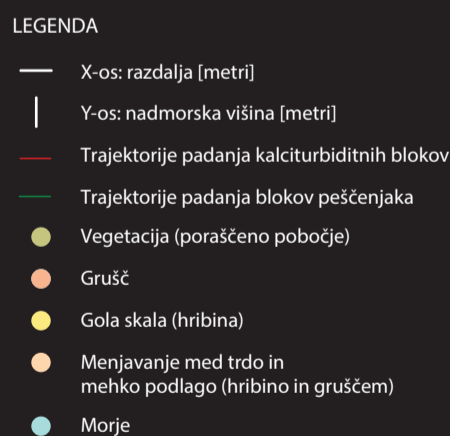 LEGENDA
X-os: razdalja [metri]
Y-os: nadmorska višina [metri]
Trajektorije padanja kalciturbiditnih blokov
Trajektorije padanja blokov peščenjaka
Vegetacija (poraščeno pobočje)
Grušč
Gola skala (hribina)
Menjavanje med trdo in
mehko podlago (hribino in gruščem)
Morje